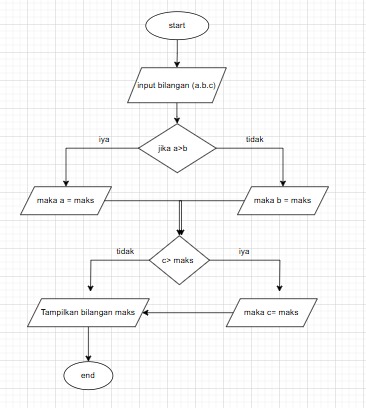 start
input bilangan (a.b.c)
iya
tidak
jika a>b
maka a = maks
maka b = maks
tidak
iya
c> maks
Tampilkan bilangan maks
maka c= maks
end